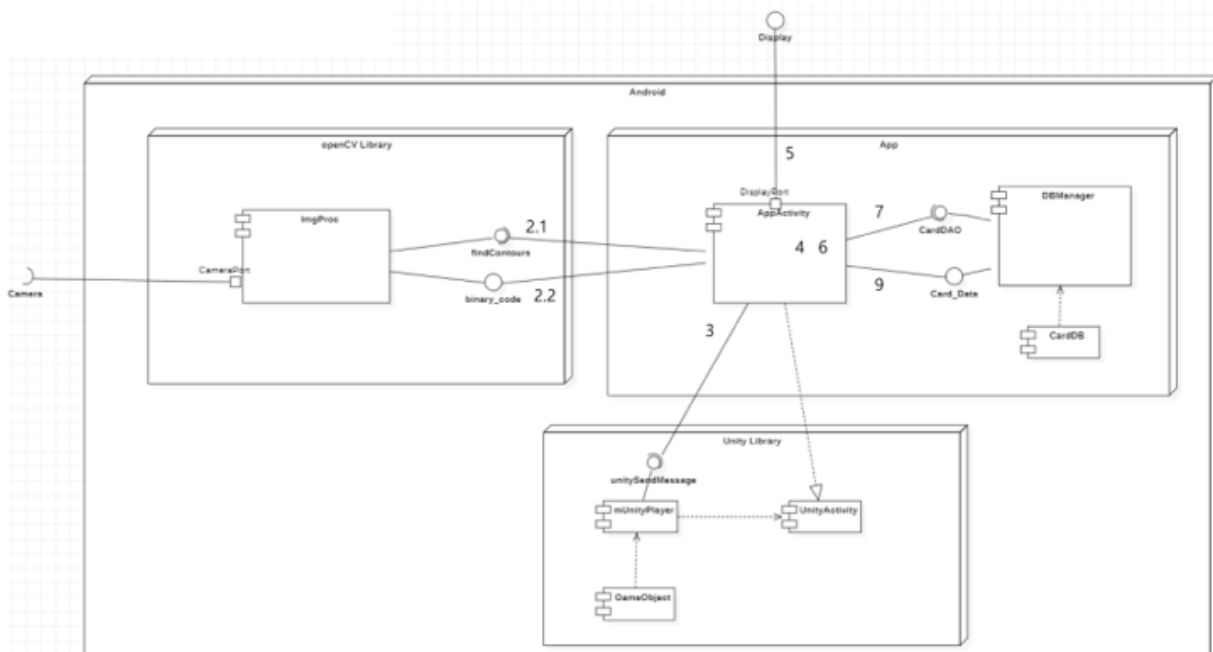 Display
Android
openCV Library
App
5
DisplayPort
DBManager
ImgProc
AppActivity
2.1
7
findContours
CardDAO
4 6
CameraPort
Camera
binary_code
2.2
9
Card_Data
3
CardDB
Unity Library
unitySendMessage
mUnityPlayer
UnityActivity
GameObject